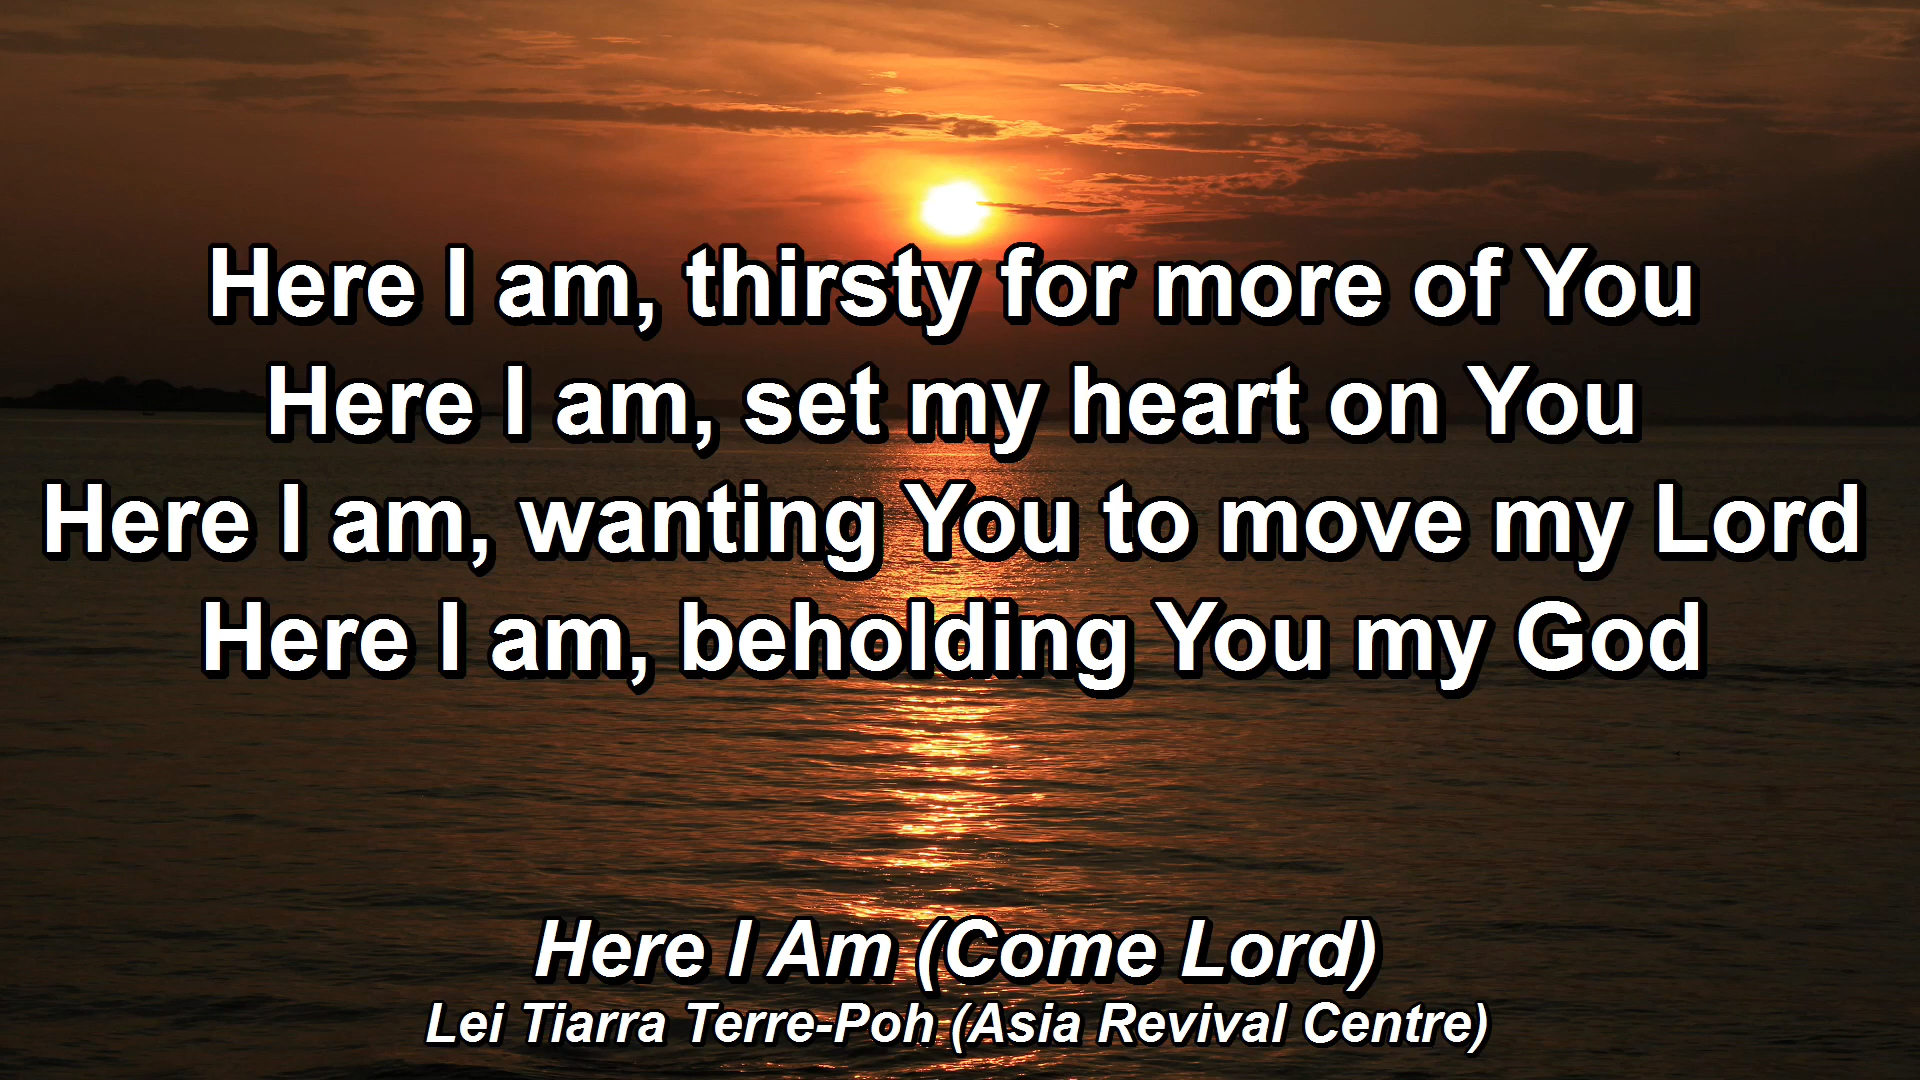 Here I am, thirsty for more of You
Here I am, set my heart on You
Here I am, wanting You to move my Lord
Here I am, beholding You my God
Here I Am (Come Lord)
Lei Tiarra Terre-Poh (Asia Revival Centre)